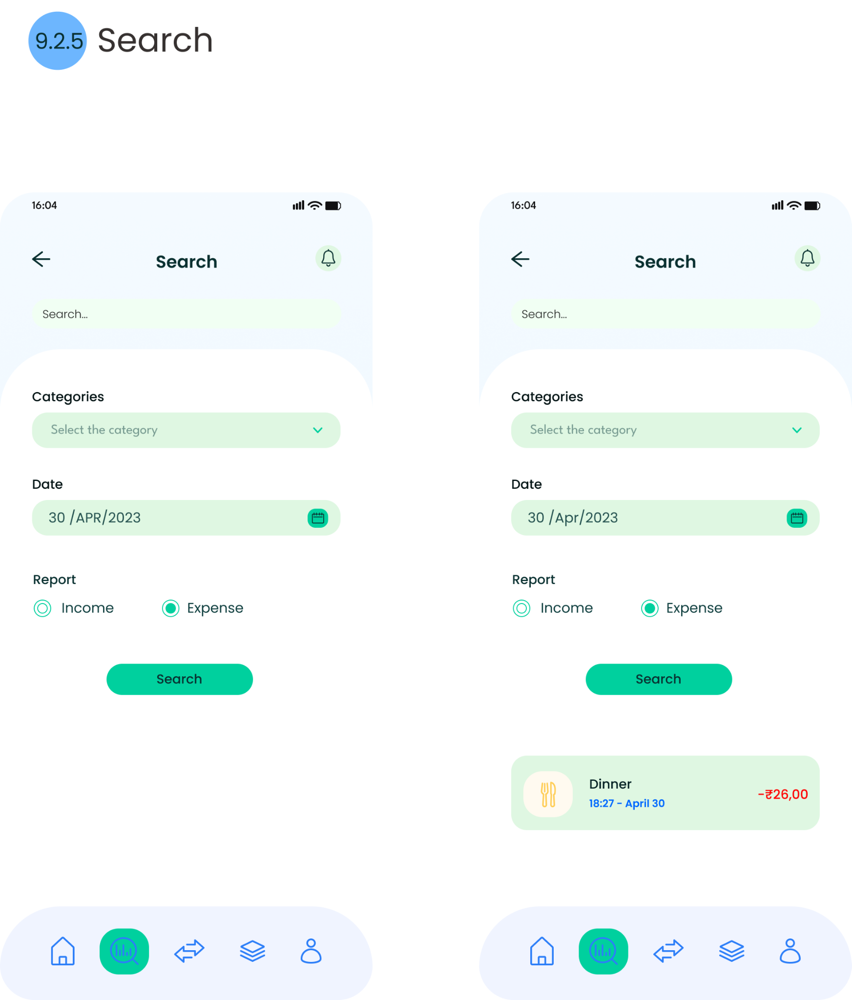 9.2.5 Search
16:04
Search
Search...
Categories
Select the category
Date
30 /APR/2023
Report
Income Expense
Search
16:04
Search
Search...
Categories
Select the category
Date
30 /Apr/2023
Report
Income Expense
Search
Dinner
18:27 - April 30
-₹26,00